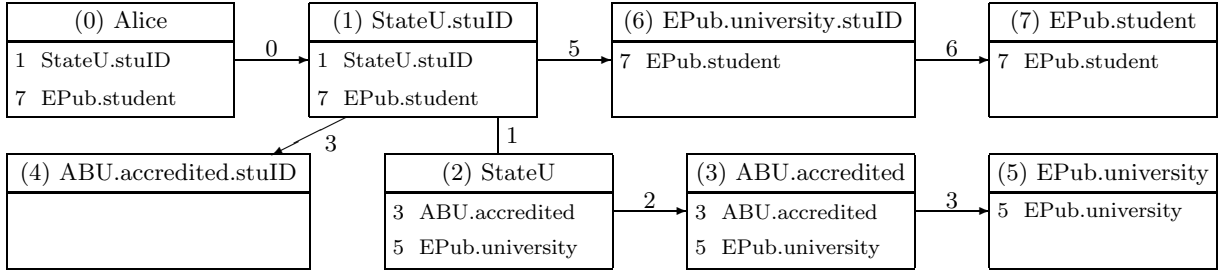 (0) Alice
1 StateU.stuID
7 EPub.student
0
(1) StateU.stuID
1 StateU.stuID
7 EPub.student
5
(6) EPub.university.stuID
7 EPub.student
6
(7) EPub.student
7 EPub.student
3
1
(4) ABU.accredited.stuID
(2) StateU
3 ABU.accredited
5 EPub.university
2
(3) ABU.accredited
3 ABU.accredited
5 EPub.university
3
(5) EPub.university
5 EPub.university